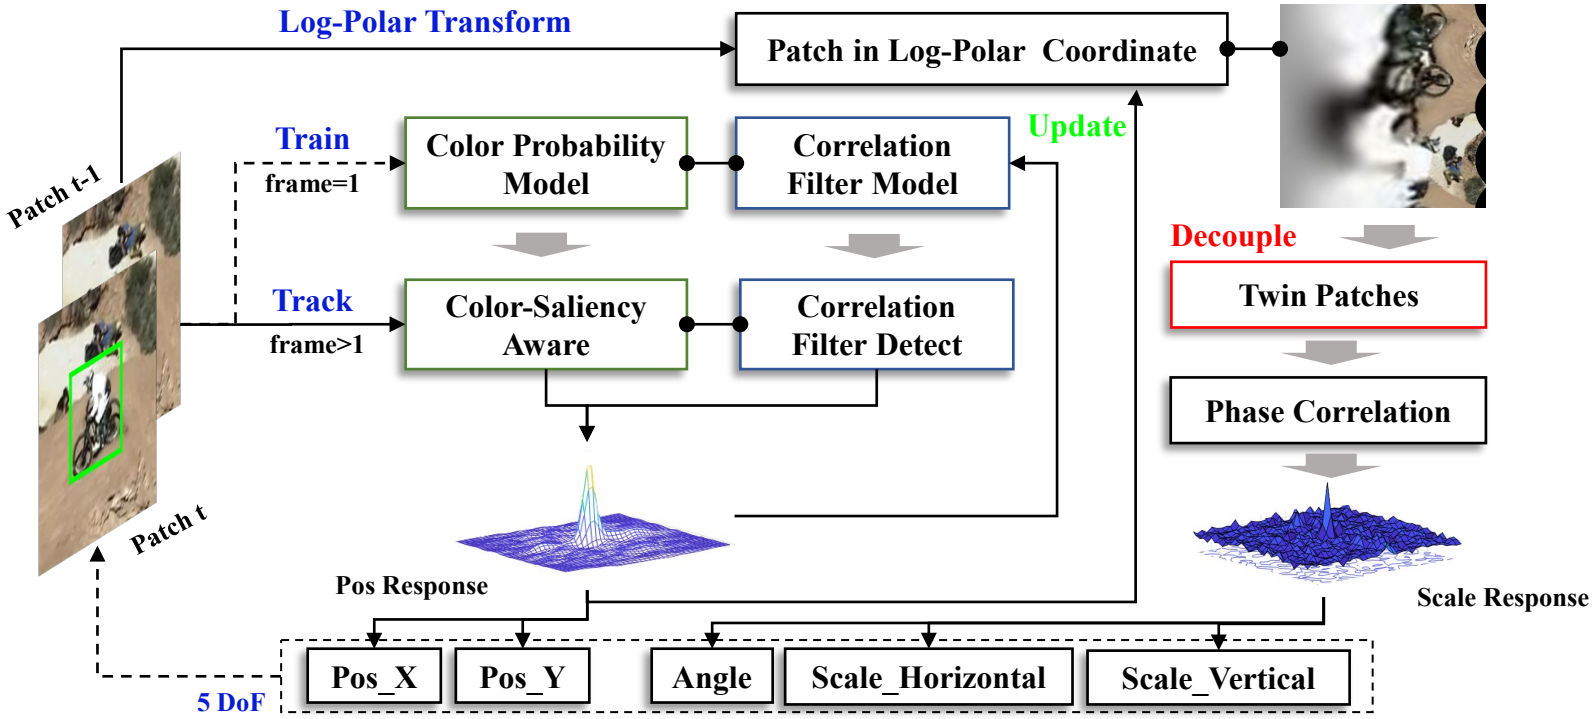 Log-Polar Transform
Patch in Log-Polar Coordinate
Train
frame=1
Color Probability
Model
Correlation
Filter Model
Update
Patch t-1
Decouple
Twin Patches
Track
frame>1
Color-Saliency
Aware
Correlation
Filter Detect
Phase Correlation
Patch t
Pos Response
Scale Response
Pos_X
Pos_Y
Angle
Scale_Horizontal
Scale_Vertical
5 DoF